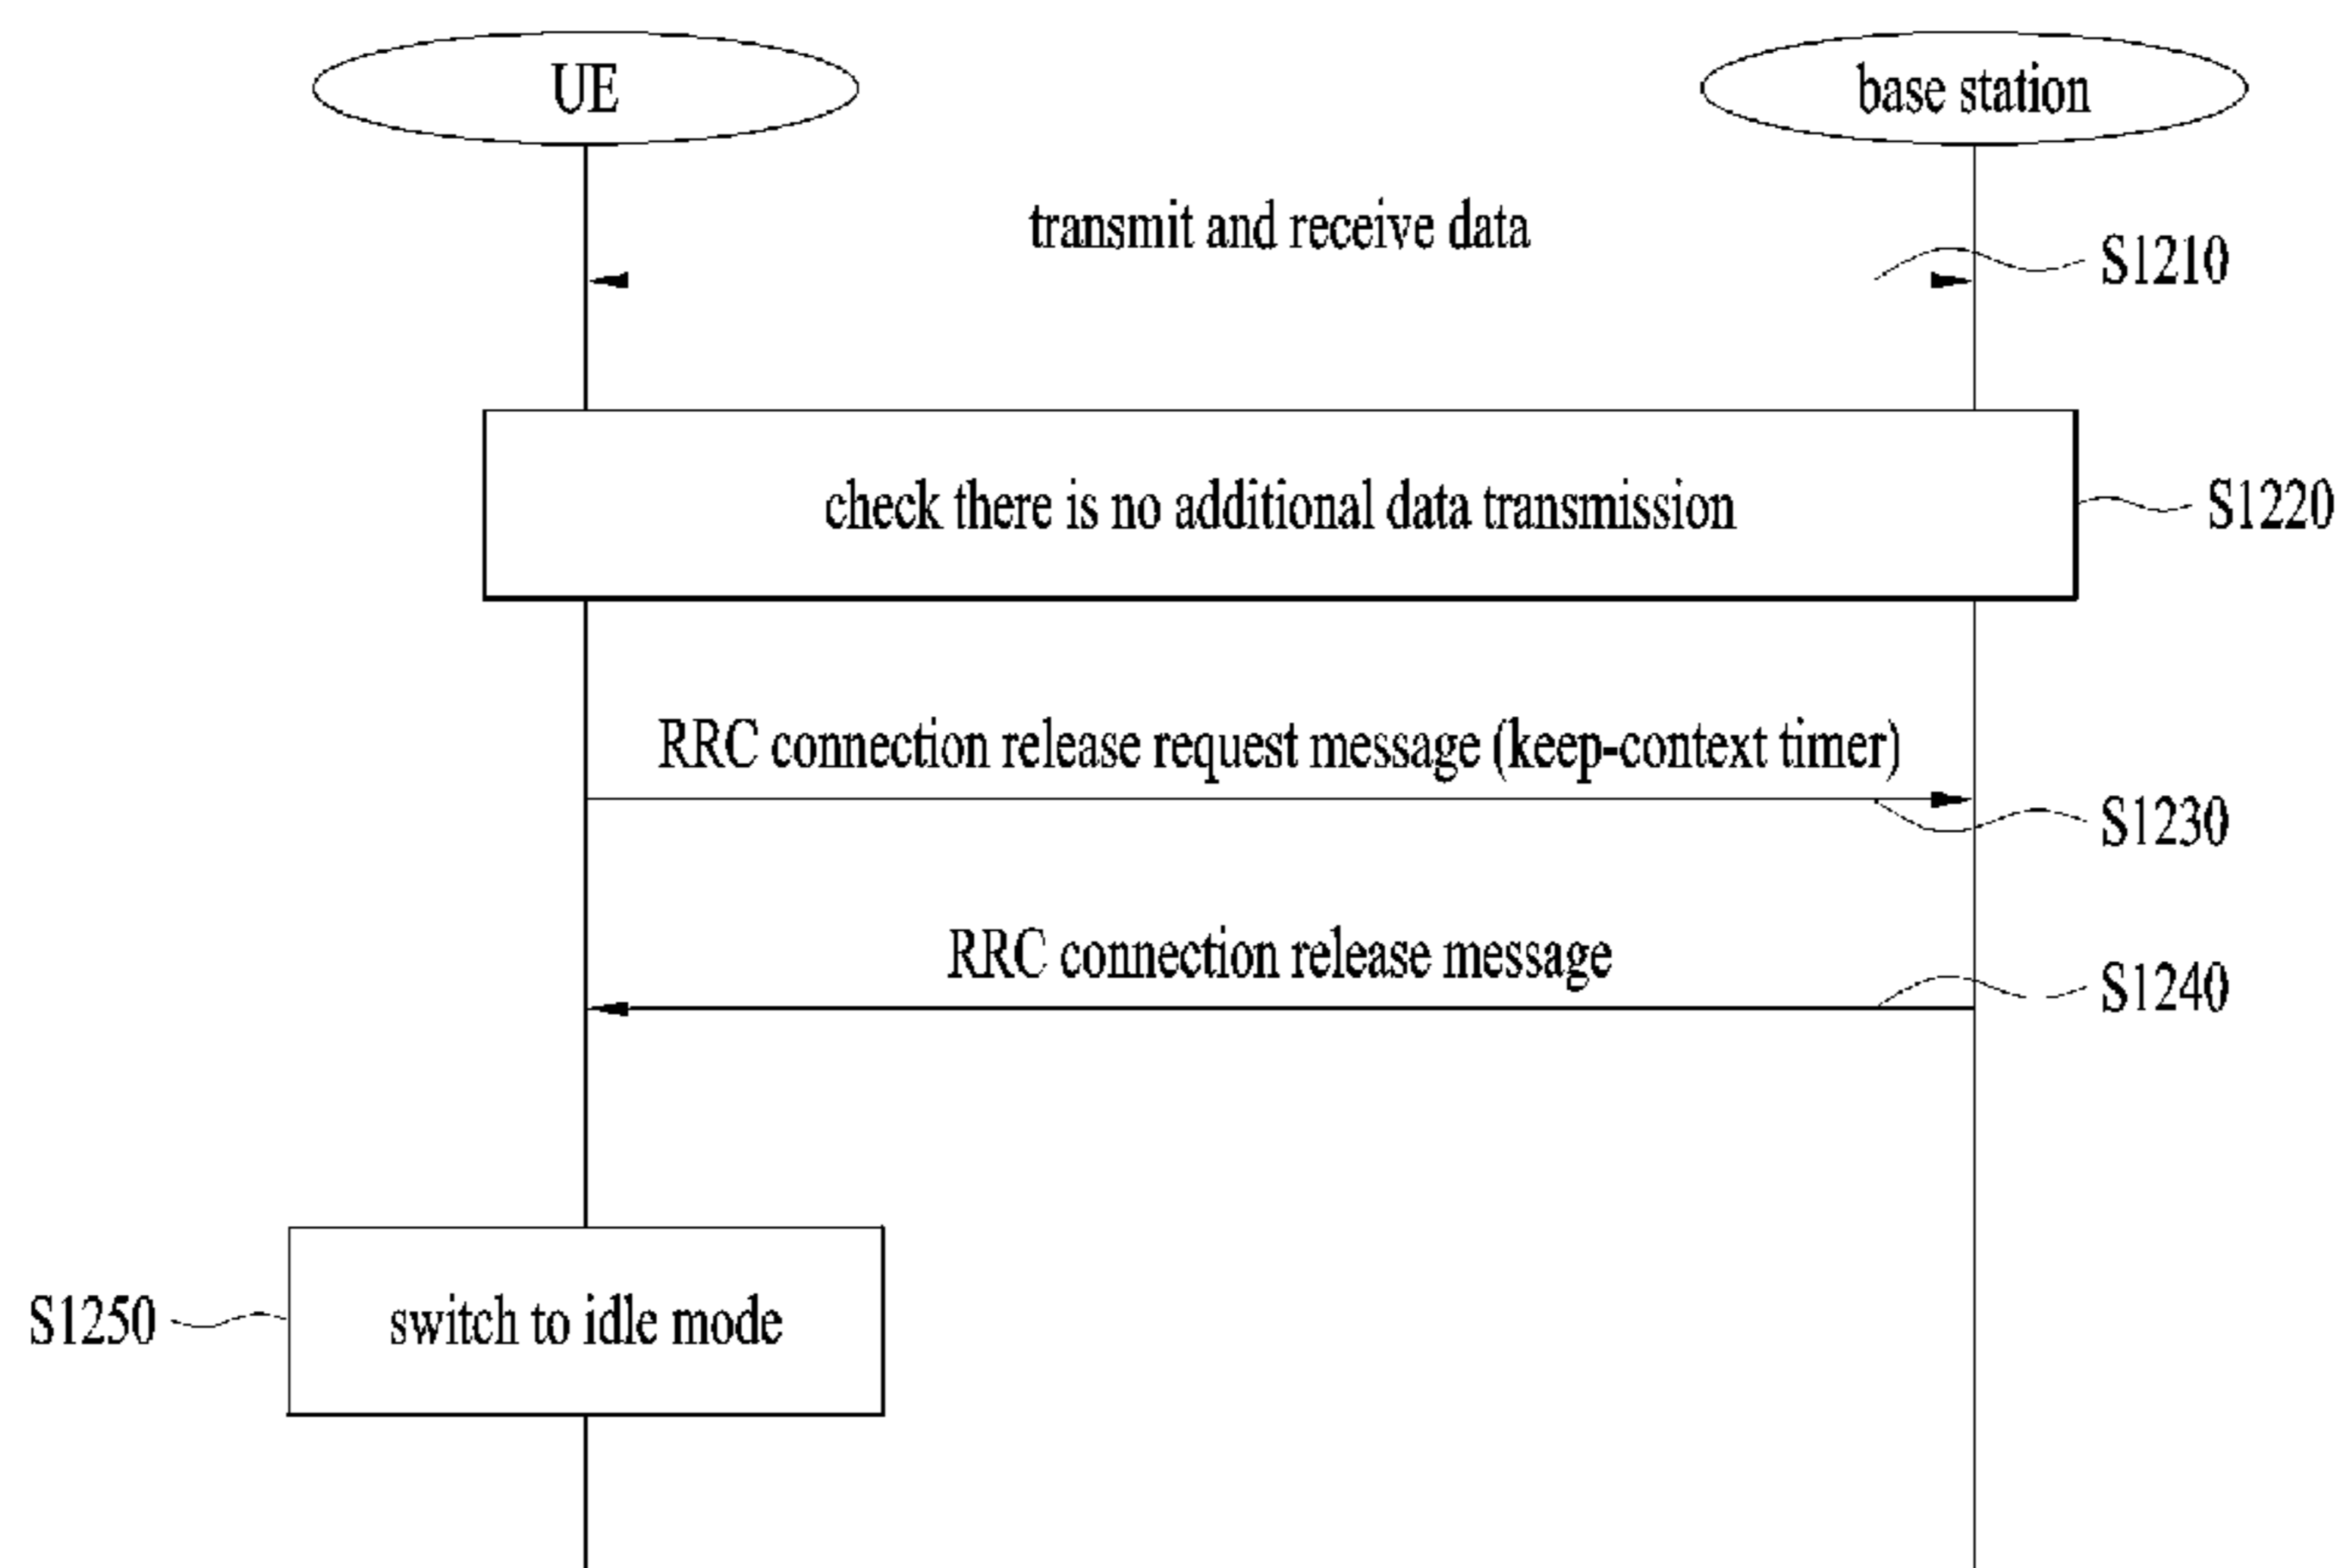 UE
base station
transmit and receive data
S1210
check there is no additional data transmission
S1220
RRC connection release request message (keep-context timer)
S1230
RRC connection release message
S1240
S1250
switch to idle mode